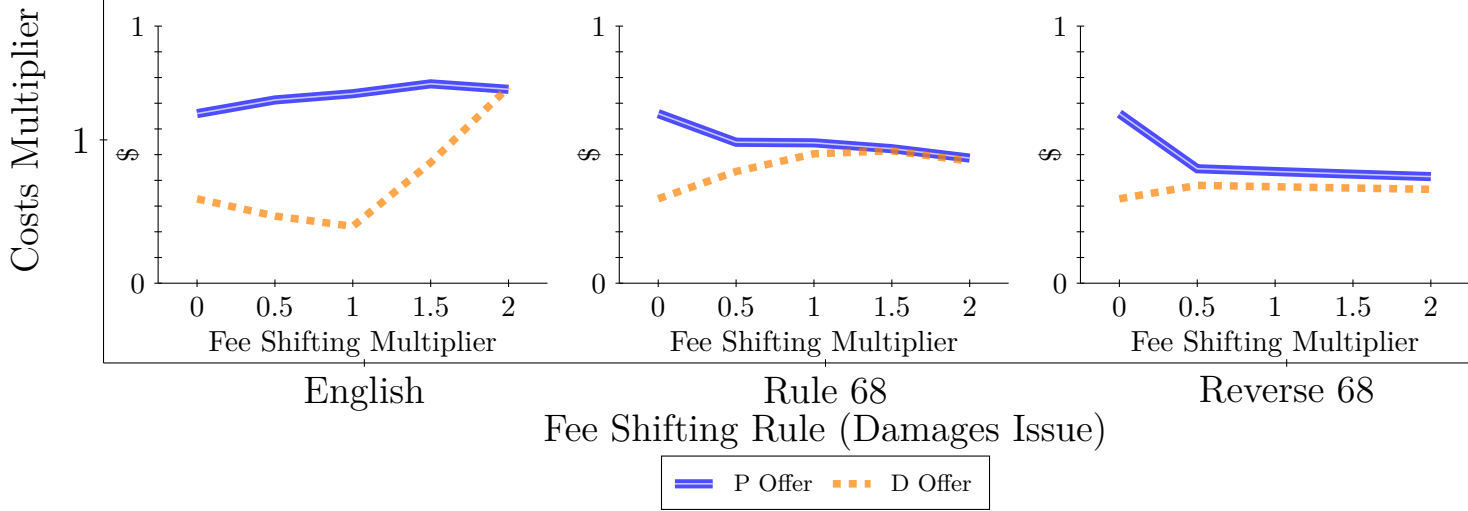 Costs Multiplier
1
1
$
0
0 0.5 1 1.5 2
Fee Shifting Multiplier
English
1
$
0
0 0.5 1 1.5 2
Fee Shifting Multiplier
Rule 68
1
$
0
0 0.5 1 1.5 2
Fee Shifting Multiplier
Reverse 68
Fee Shifting Rule (Damages Issue)
P Offer D Offer